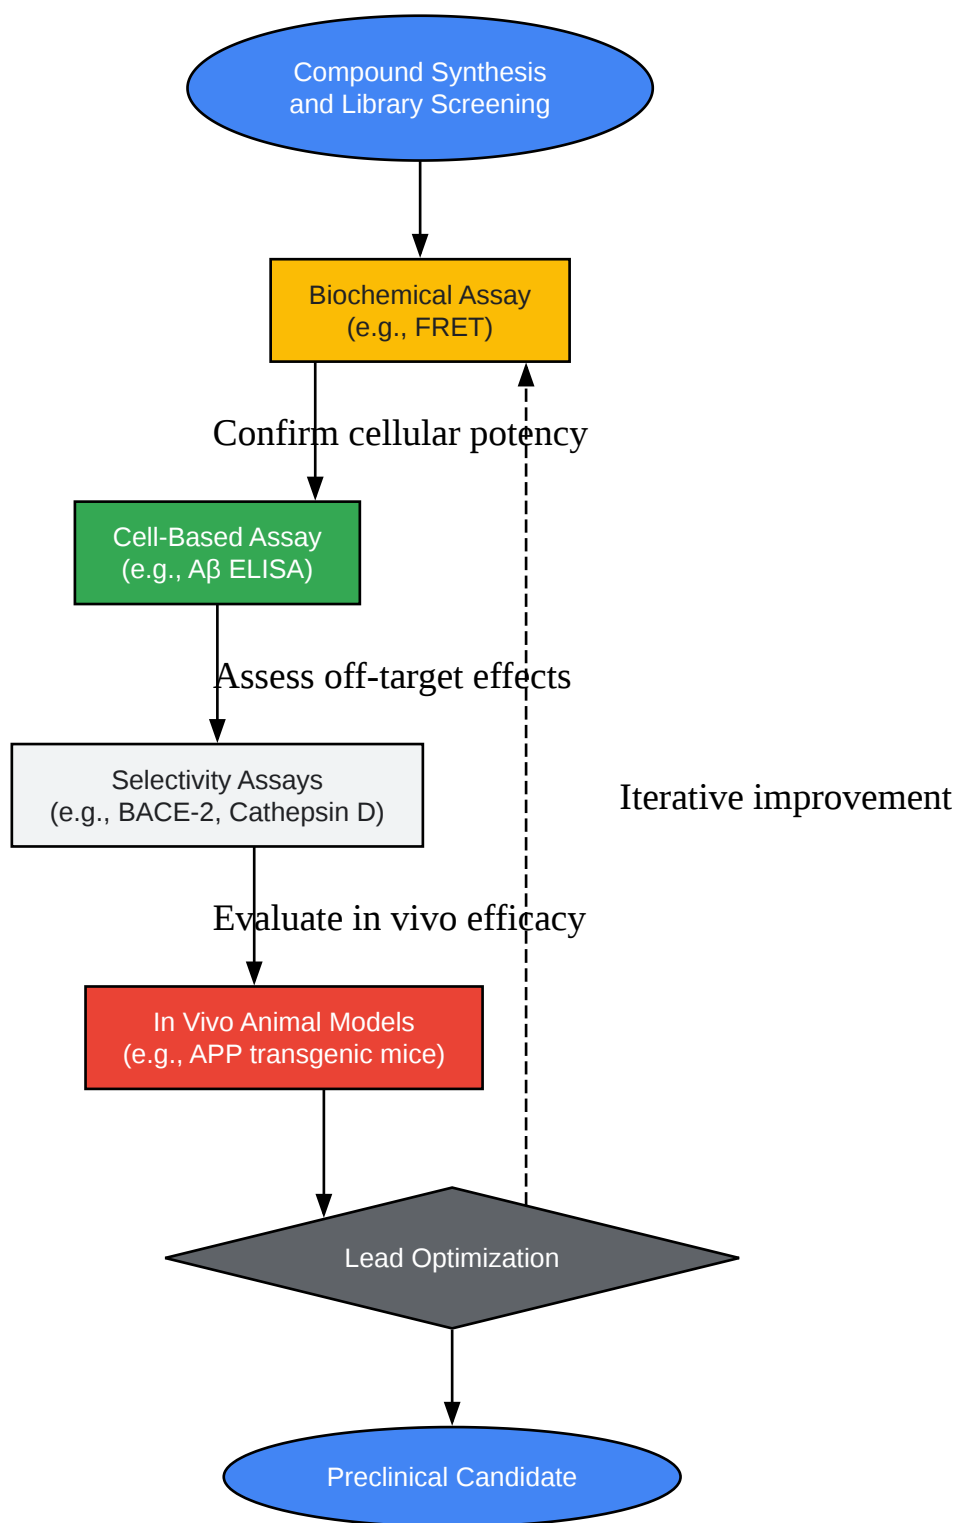 Compound Synthesis
and Library Screening
Biochemical Assay
(e.g., FRET)
Confirm cellular potency
Cell-Based Assay
(e.g., Aβ ELISA)
Assess off-target effects
Selectivity Assays
(e.g., BACE-2, Cathepsin D)
Iterative improvement
Evaluate in vivo efficacy
In Vivo Animal Models
(e.g., APP transgenic mice)
Lead Optimization
Preclinical Candidate